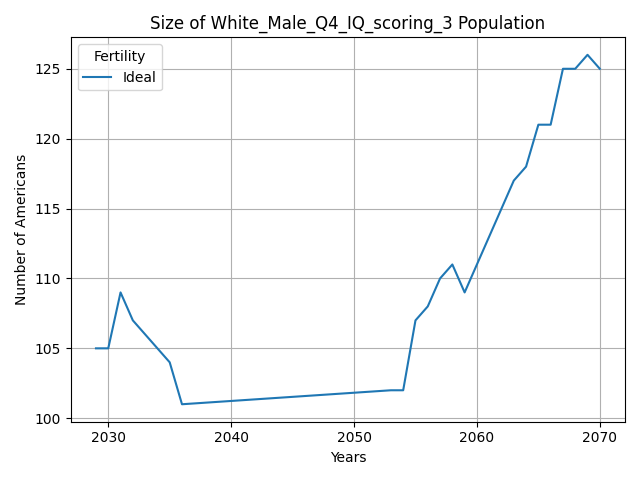 Size of White_Male_Q4_IQ_scoring_3 Population
Fertility
Ideal
Number of Americans
125
120
115
110
105
100
2030 2040 2050 2060 2070
Years